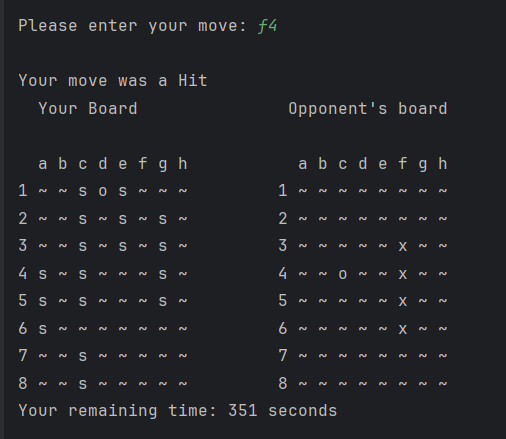 Please enter your move: f4
Your move was a Hit
Your Board Opponent's board
a b c d e f g h a b c d e f g h
1 ~ ~ s o s ~ ~ ~ 1 ~ ~ ~ ~ ~ ~ ~ ~
2 ~ ~ s ~ s ~ s ~ 2 ~ ~ ~ ~ ~ ~ ~ ~
3 ~ ~ s ~ s ~ s ~ 3 ~ ~ ~ ~ ~ x ~ ~
4 s ~ s ~ ~ ~ s ~ 4 ~ ~ o ~ ~ x ~ ~
5 s ~ s ~ ~ ~ s ~ 5 ~ ~ ~ ~ ~ x ~ ~
6 s ~ ~ ~ ~ ~ ~ ~ 6 ~ ~ ~ ~ ~ x ~ ~
7 ~ ~ s ~ ~ ~ ~ ~ 7 ~ ~ ~ ~ ~ ~ ~ ~
8 ~ ~ s ~ ~ ~ ~ ~ 8 ~ ~ ~ ~ ~ ~ ~ ~
Your remaining time: 351 seconds